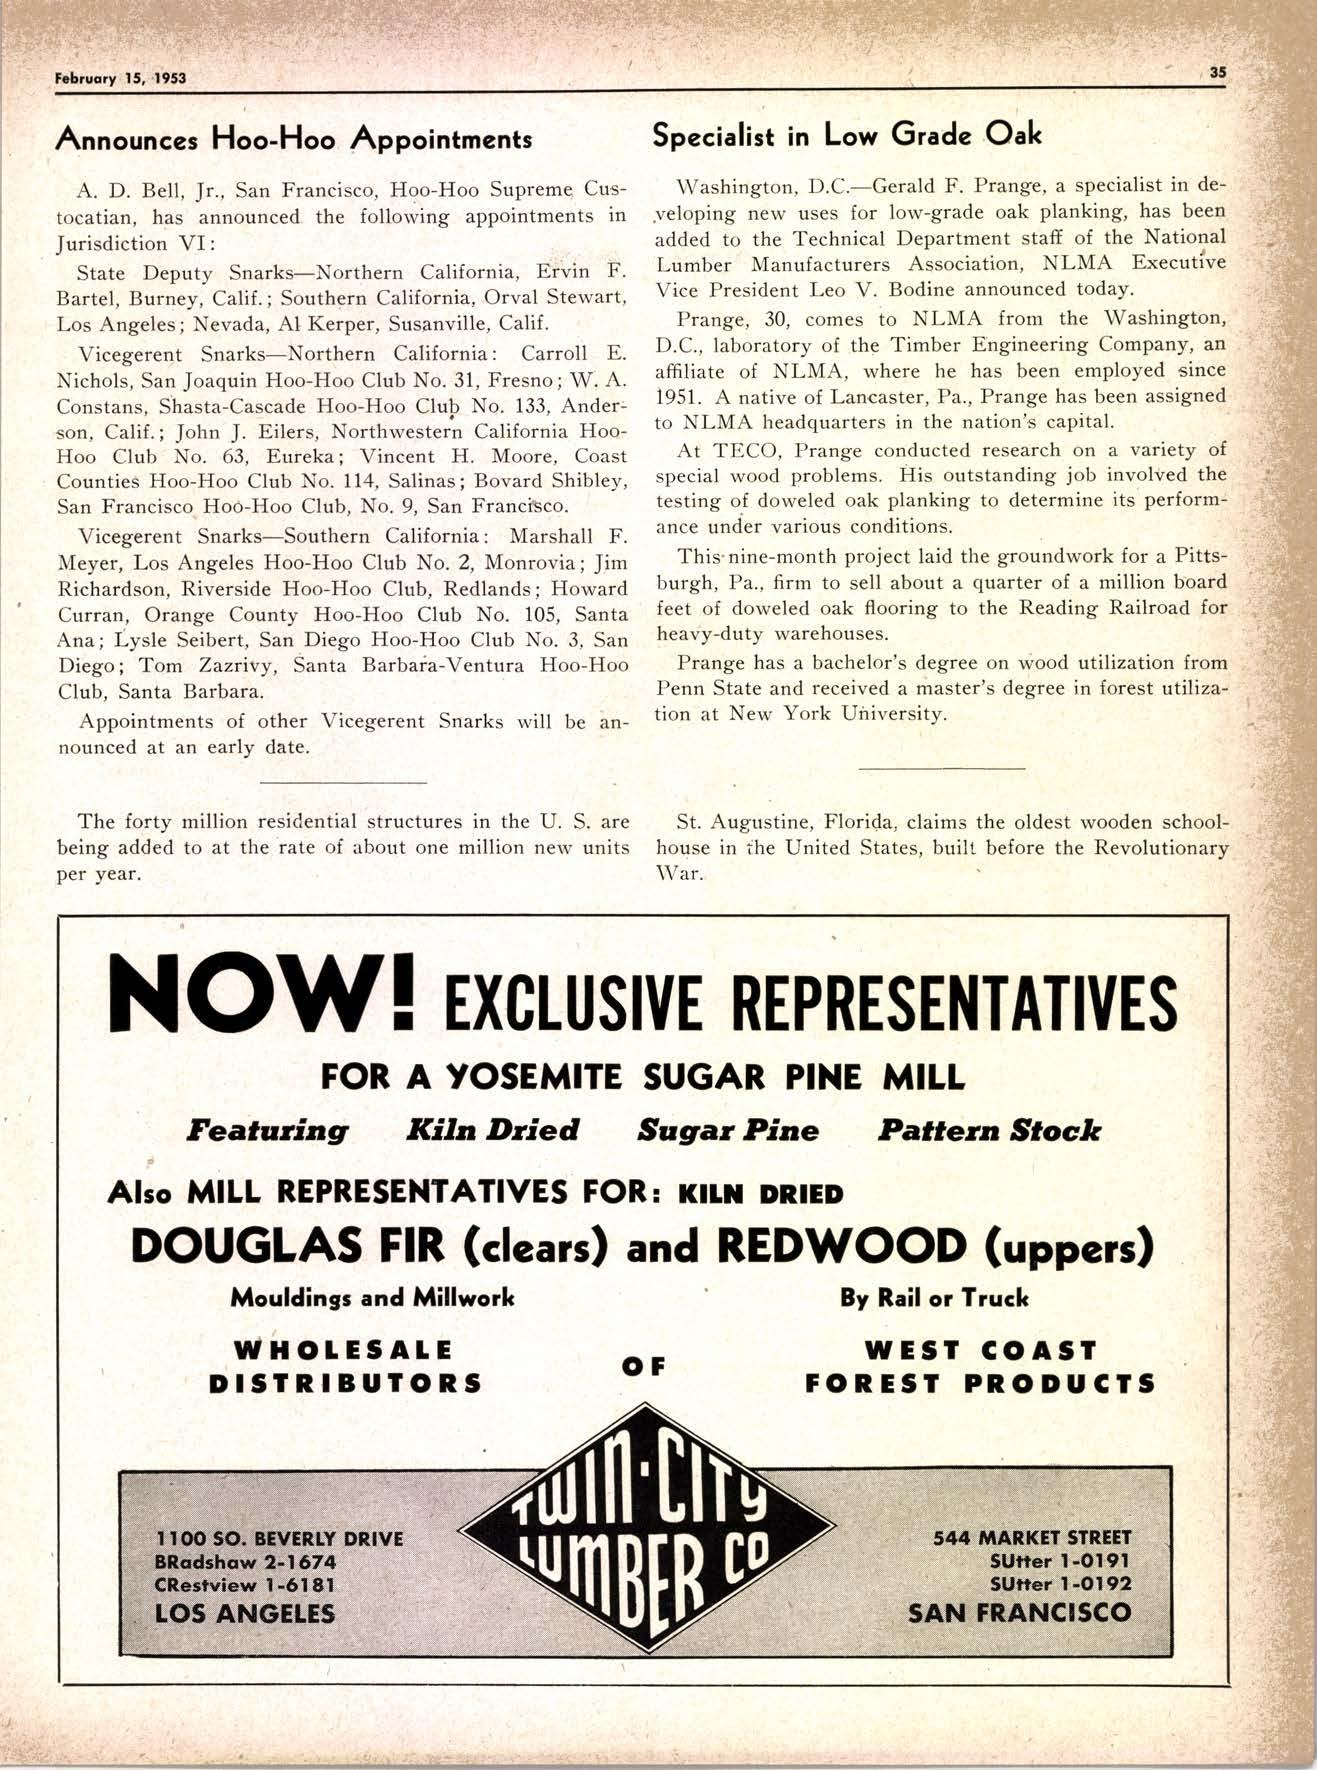 February 15, 1953
35
Announces Hoo-Hoo Appointments
A. D. Bell, Jr., San Francisco, Hoo-Hoo Supreme Cus-
tocatian, has announced the following appointments in
Jurisdiction VI:
State Deputy Snarks—Northern California, Ervin F.
Bartel, Burney, Calif.; Southern California, Orval Stewart,
Los Angeles; Nevada, Al Kerper, Susanville, Calif.
Vicegerent Snarks—Northern California: Carroll E.
Nichols, San Joaquin Hoo-Hoo Club No. 31, Fresno; W. A.
Constans, Shasta-Cascade Hoo-Hoo Club No. 133, Ander-
son, Calif.; John J. Eilers, Northwestern California Hoo-
Hoo Club No. 63, Eureka; Vincent H. Moore, Coast
Counties Hoo-Hoo Club No. 114, Salinas; Bovard Shibley,
San Francisco Hoo-Hoo Club, No. 9, San Francisco.
Vicegerent Snarks—Southern California: Marshall F.
Meyer, Los Angeles Hoo-Hoo Club No. 2, Monrovia; Jim
Richardson, Riverside Hoo-Hoo Club, Redlands; Howard
Curran, Orange County Hoo-Hoo Club No. 105, Santa
Ana; Lysle Seibert, San Diego Hoo-Hoo Club No. 3, San
Diego; Tom Zazrivy, Santa Barbara-Ventura Hoo-Hoo
Club, Santa Barbara.
Appointments of other Vicegerent Snarks will be an-
nounced at an early date.
The forty million residential structures in the U. S. are
being added to at the rate of about one million new units
per year.
Specialist in Low Grade Oak
Washington, D.C.—Gerald F. Prange, a specialist in de-
veloping new uses for low-grade oak planking, has been
added to the Technical Department staff of the National
Lumber Manufacturers Association, NLMA Executive
Vice President Leo V. Bodine announced today.
Prange, 30, comes to NLMA from the Washington,
D.C., laboratory of the Timber Engineering Company, an
affiliate of NLMA, where he has been employed since
1951. A native of Lancaster, Pa., Prange has been assigned
to NLMA headquarters in the nation's capital.
At TECO, Prange conducted research on a variety of
special wood problems. His outstanding job involved the
testing of doweled oak planking to determine its perform-
ance under various conditions.
This nine-month project laid the groundwork for a Pitts-
burgh, Pa., firm to sell about a quarter of a million board
feet of doweled oak flooring to the Reading Railroad for
heavy-duty warehouses.
Prange has a bachelor's degree on wood utilization from
Penn State and received a master's degree in forest utiliza-
tion at New York University.
St. Augustine, Florida, claims the oldest wooden school-
house in the United States, built before the Revolutionary
War.
NOW! EXCLUSIVE REPRESENTATIVES
FOR A YOSEMITE SUGAR PINE MILL
Featuring Kiln Dried Sugar Pine Pattern Stock
Also MILL REPRESENTATIVES FOR: KILN DRIED
DOUGLAS FIR (clears) and REDWOOD (uppers)
Mouldings and Millwork By Rail or Truck
WHOLESALE
DISTRIBUTORS
OF
WEST COAST
FOREST PRODUCTS
TWIN-CITY
LUMBER CO
1100 SO. BEVERLY DRIVE
BRadshaw 2-1674
CRestview 1-6181
LOS ANGELES
544 MARKET STREET
SUtter 1-0191
SUtter 1-0192
SAN FRANCISCO